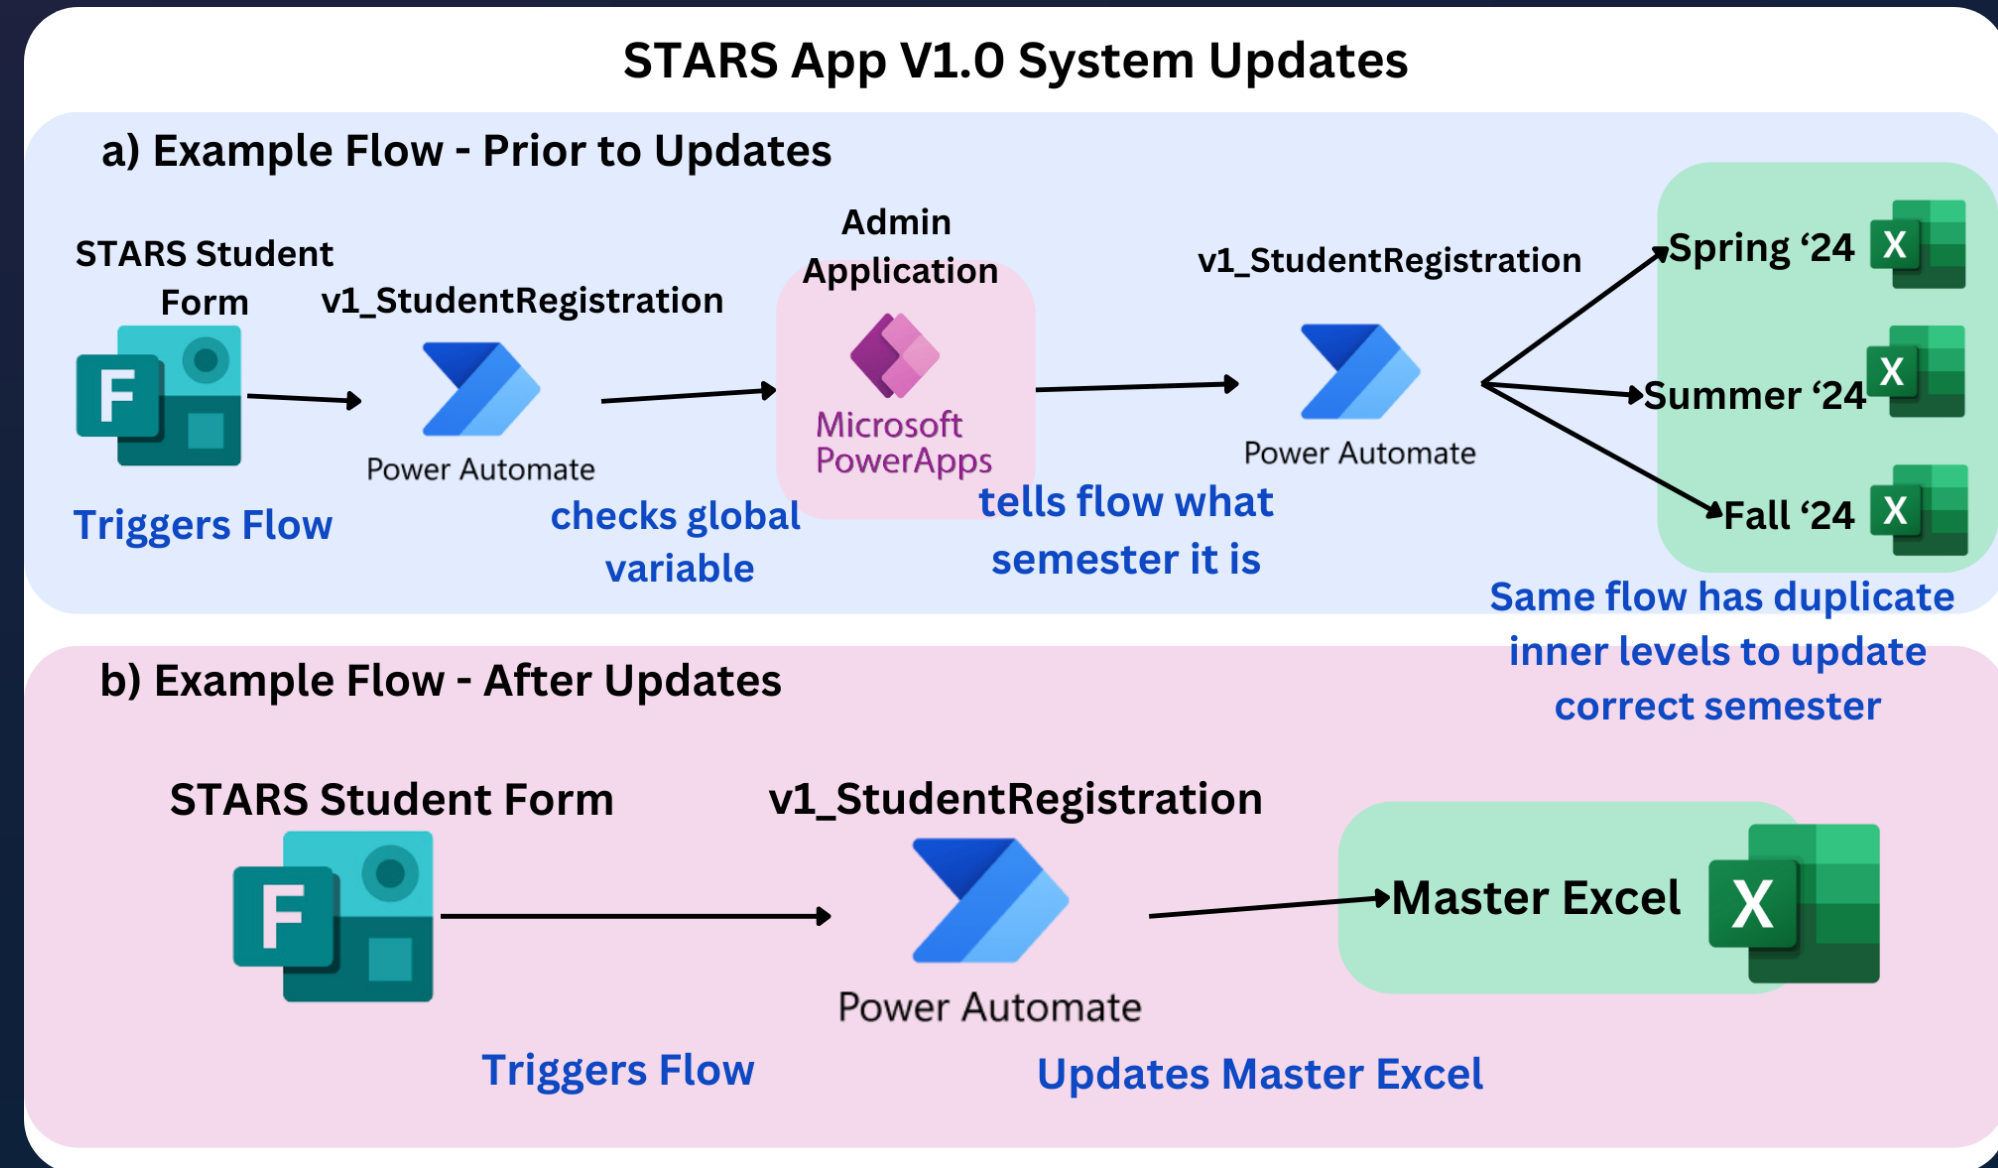 STARS App V1.0 System Updates
a) Example Flow - Prior to Updates
STARS Student
Form
F
Triggers Flow
v1_StudentRegistration
Power Automate
checks global
variable
Admin
Application
Microsoft
PowerApps
tells flow what
semester it is
v1_StudentRegistration
Power Automate
Spring ‘24
X
Summer ‘24
X
Fall ‘24
X
Same flow has duplicate
inner levels to update
correct semester
b) Example Flow - After Updates
STARS Student Form
F
Triggers Flow
v1_StudentRegistration
Power Automate
Updates Master Excel
Master Excel
X